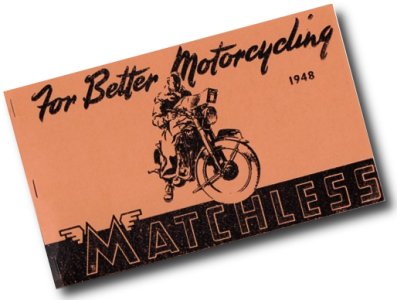 For Better Motorcycling
1948
MATCHLESS